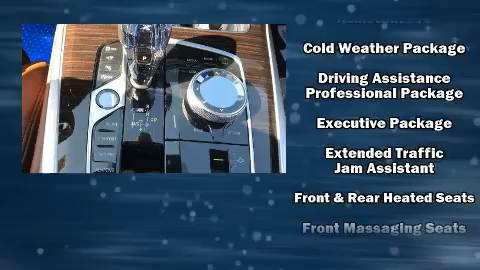 Cold Weather Package
Driving Assistance
Professional Package
Executive Package
Extended Traffic
Jam Assistant
Front & Rear Heated Seats
Front Massaging Seats